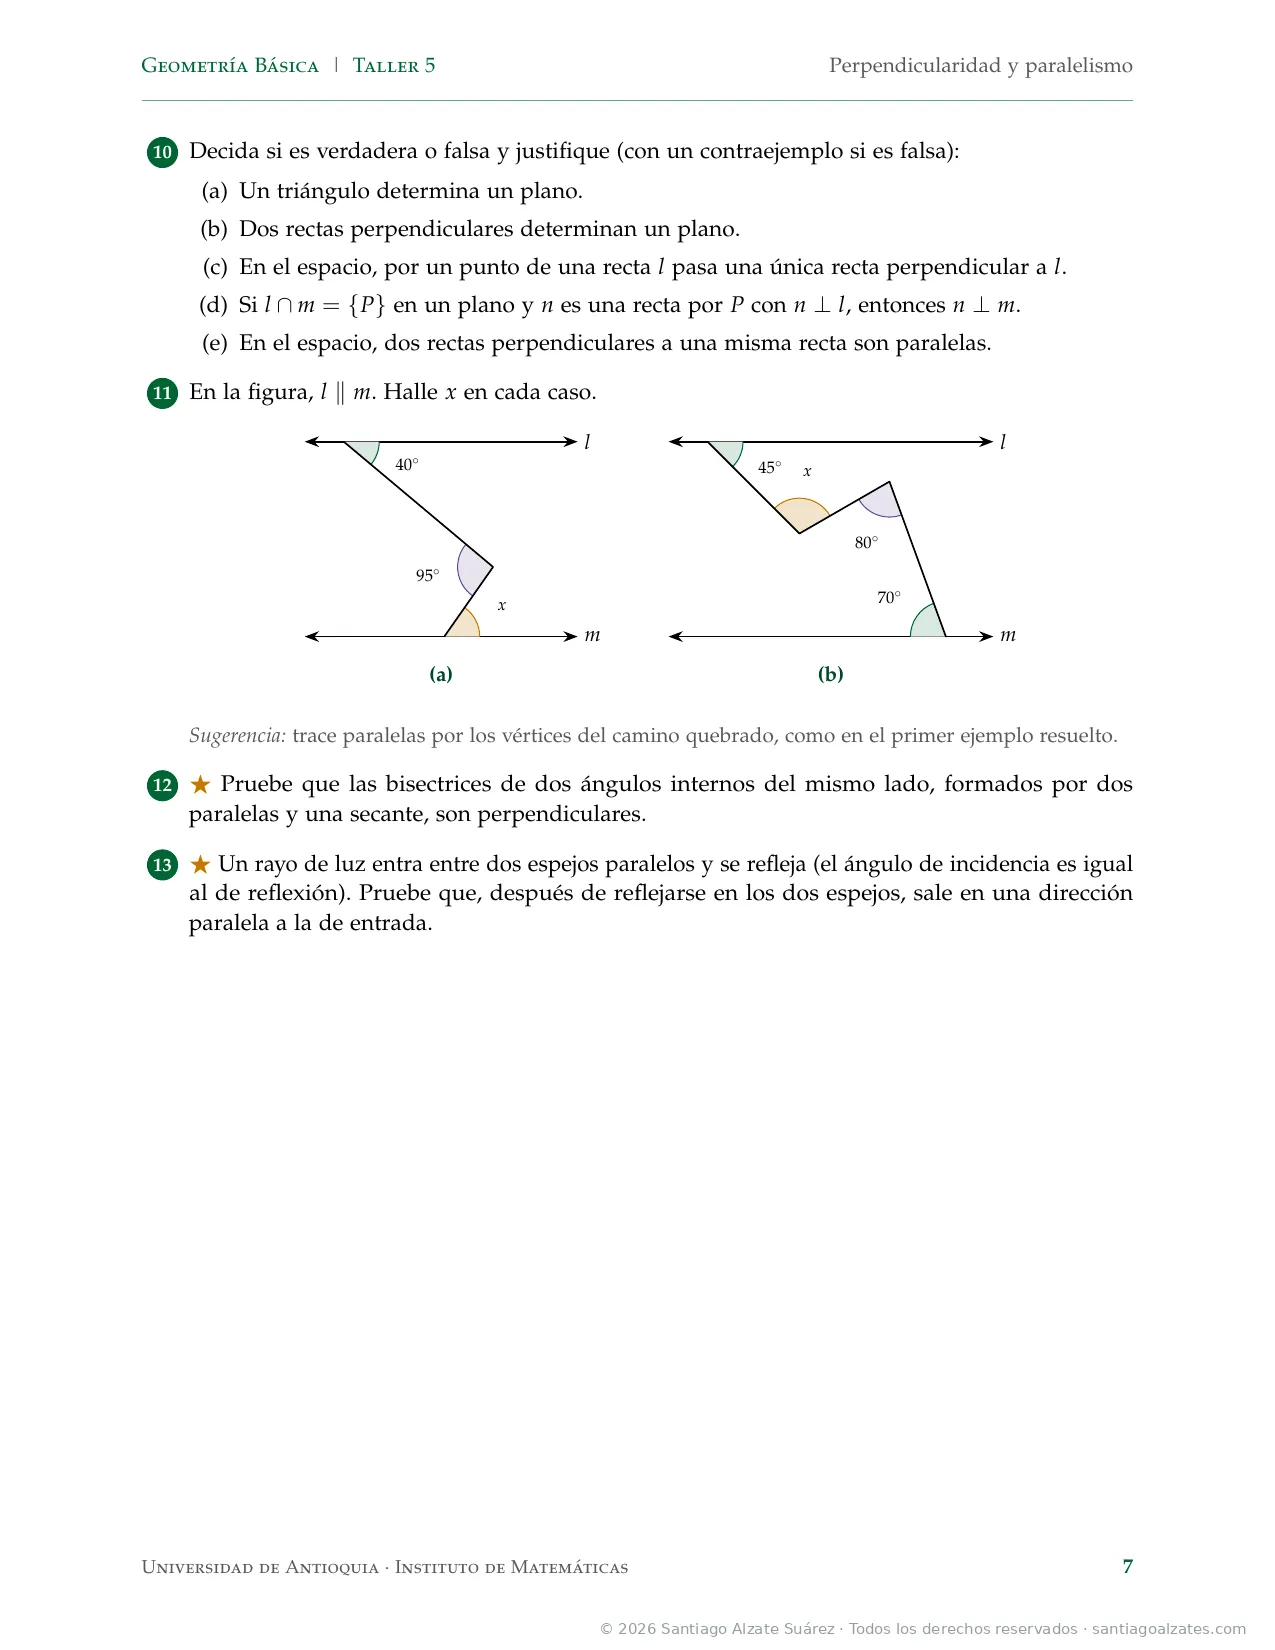 Geometría Básica | Taller 5
Perpendicularidad y paralelismo
10 Decida si es verdadera o falsa y justifique (con un contraejemplo si es falsa):
(a) Un triángulo determina un plano.
(b) Dos rectas perpendiculares determinan un plano.
(c) En el espacio, por un punto de una recta l pasa una única recta perpendicular a l.
(d) Si l ∩ m = {P} en un plano y n es una recta por P con n ⊥ l, entonces n ⊥ m.
(e) En el espacio, dos rectas perpendiculares a una misma recta son paralelas.
11 En la figura, l ∥ m. Halle x en cada caso.
l
40°
95°
x
m
(a)
l
45°
x
80°
70°
m
(b)
Sugerencia: trace paralelas por los vértices del camino quebrado, como en el primer ejemplo resuelto.
12 ★ Pruebe que las bisectrices de dos ángulos internos del mismo lado, formados por dos
paralelas y una secante, son perpendiculares.
13 ★ Un rayo de luz entra entre dos espejos paralelos y se refleja (el ángulo de incidencia es igual
al de reflexión). Pruebe que, después de reflejarse en los dos espejos, sale en una dirección
paralela a la de entrada.
Universidad de Antioquia · Instituto de Matemáticas
7
© 2026 Santiago Alzate Suárez · Todos los derechos reservados · santiagoalzates.com